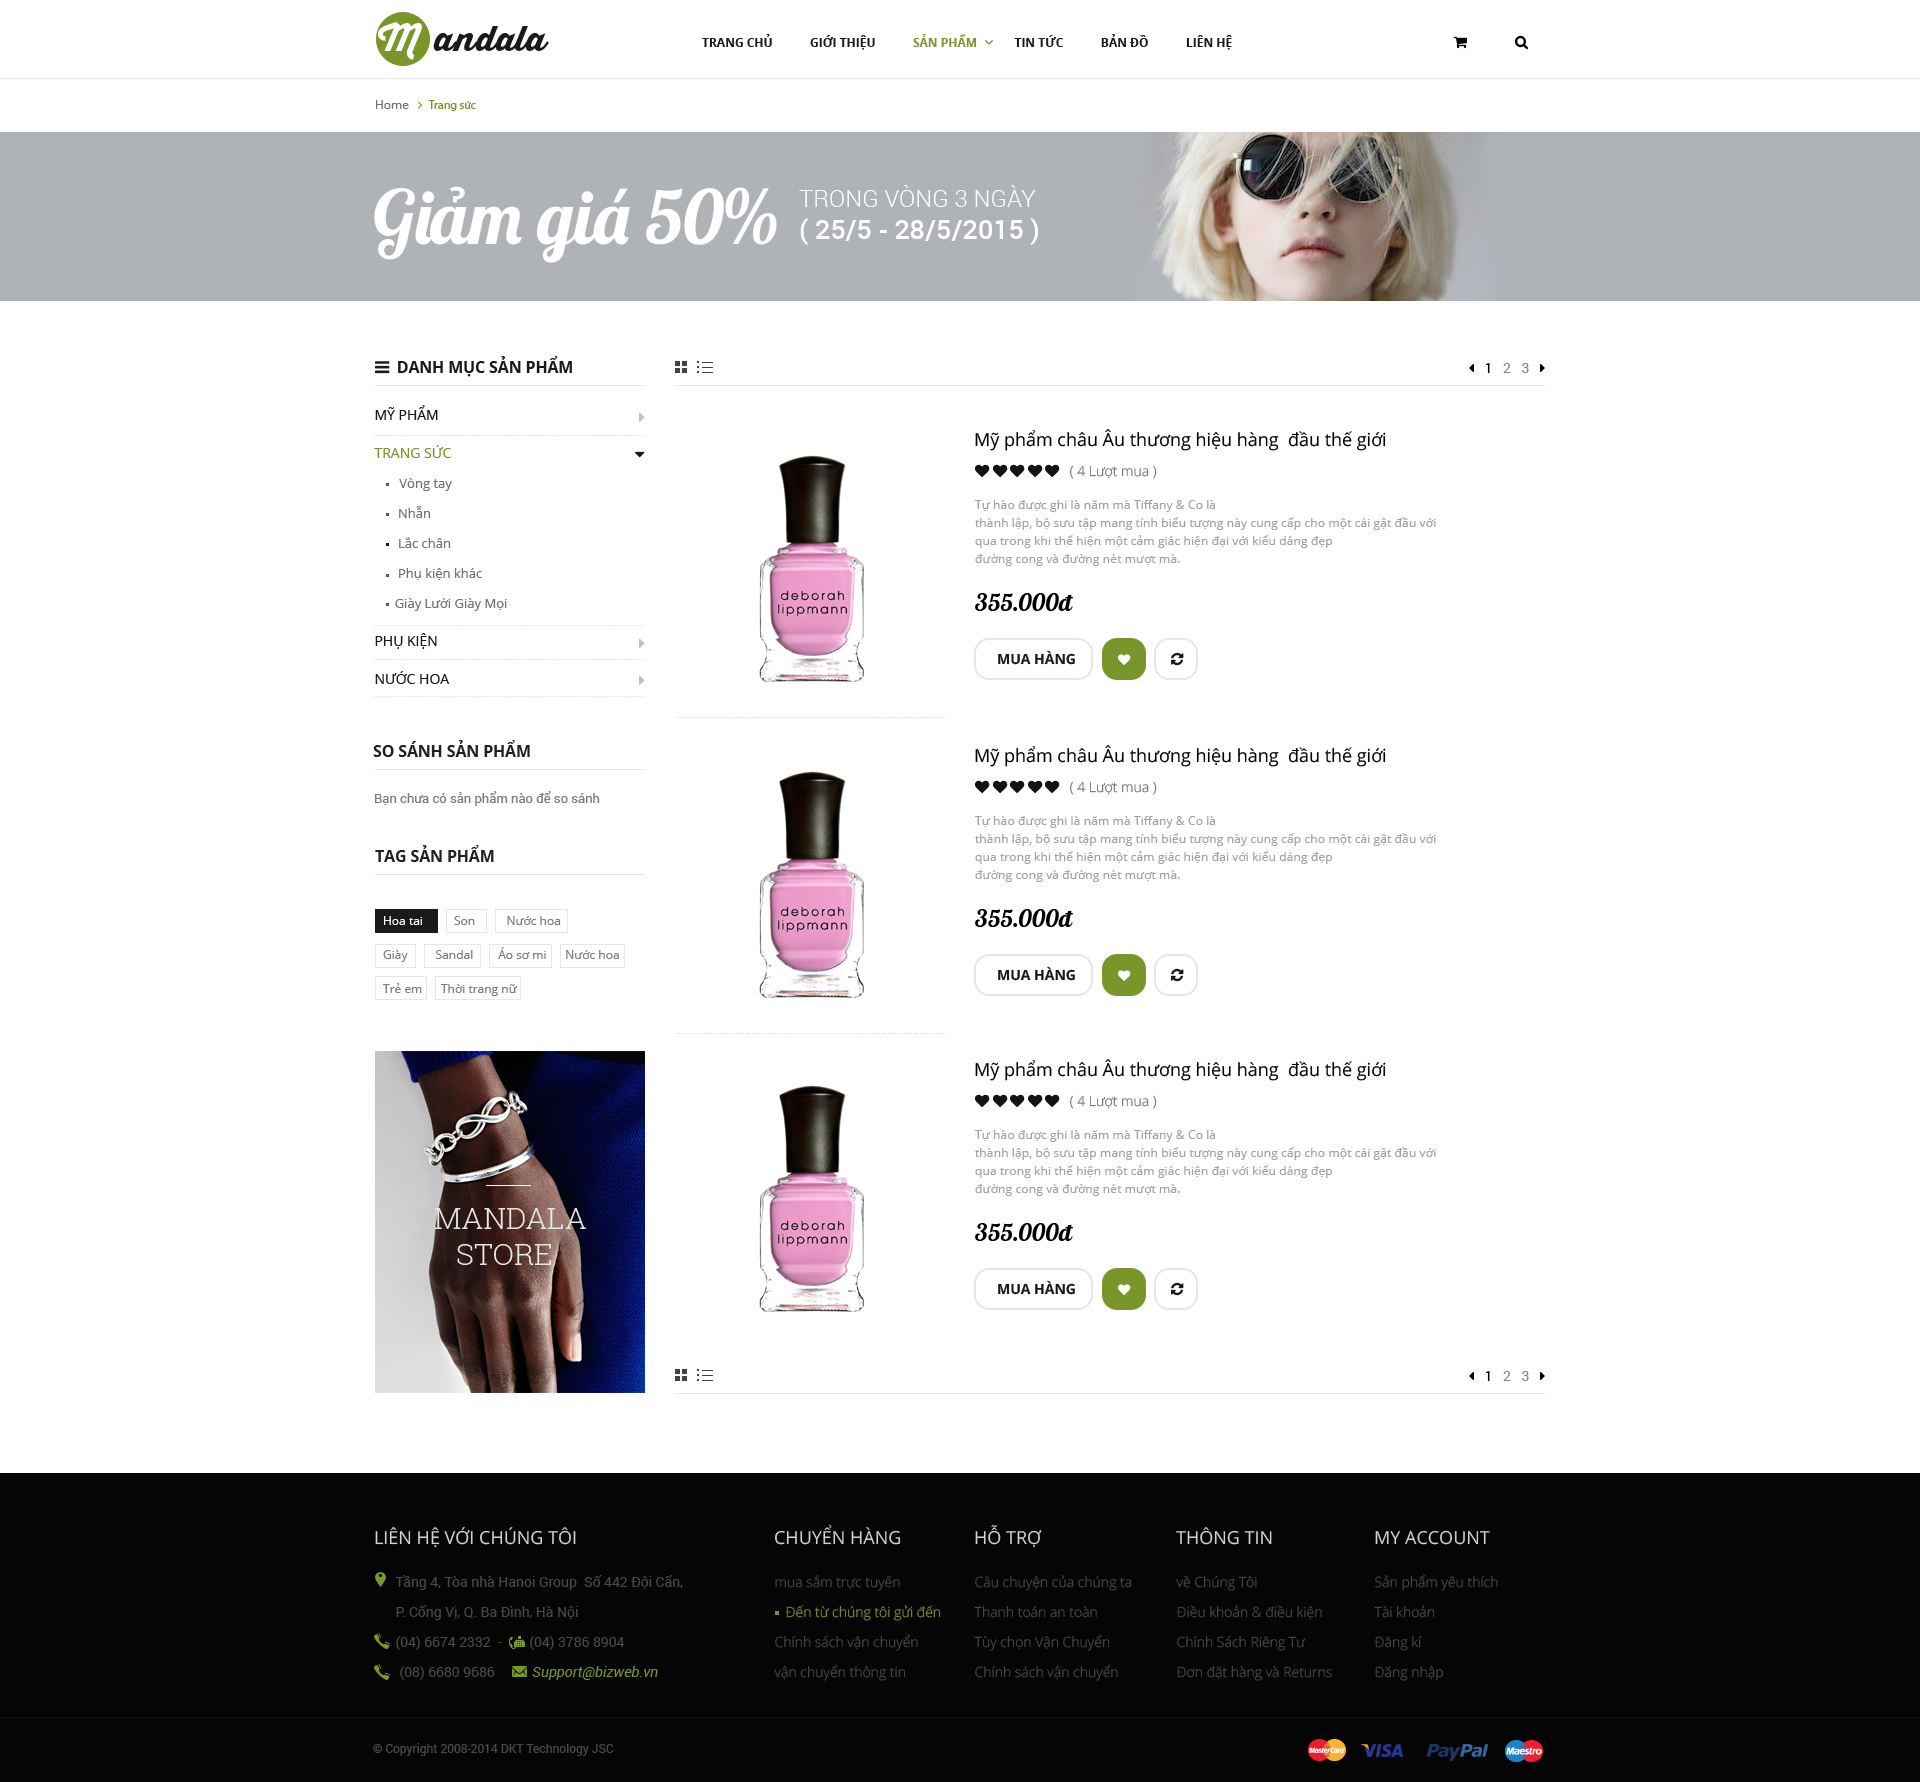 Mandala
TRANG CHỦ
GIỚI THIỆU
SẢN PHẨM
TIN TỨC
BẢN ĐỒ
LIÊN HỆ
Home > Trang sức
Giảm giá 50%
TRONG VÒNG 3 NGÀY
( 25/5 - 28/5/2015 )
DANH MỤC SẢN PHẨM
MỸ PHẨM
TRANG SỨC
Vòng tay
Nhẫn
Lắc chân
Phụ kiện khác
Giày Lười Giày Mọi
PHỤ KIỆN
NƯỚC HOA
SO SÁNH SẢN PHẨM
Bạn chưa có sản phẩm nào để so sánh
TAG SẢN PHẨM
Hoa tai
Son
Nước hoa
Giày
Sandal
Áo sơ mi
Nước hoa
Trẻ em
Thời trang nữ
MANDALA
STORE
1 2 3
deborah
lippmann
Mỹ phẩm châu Âu thương hiệu hàng đầu thế giới
( 4 Lượt mua )
Tự hào được ghi là năm mà Tiffany & Co là
thành lập, bộ sưu tập mang tính biểu tượng này cung cấp cho một cái gật đầu với
qua trong khi thể hiện một cảm giác hiện đại với kiểu dáng đẹp
đường cong và đường nét mượt mà.
355.000đ
MUA HÀNG
deborah
lippmann
Mỹ phẩm châu Âu thương hiệu hàng đầu thế giới
( 4 Lượt mua )
Tự hào được ghi là năm mà Tiffany & Co là
thành lập, bộ sưu tập mang tính biểu tượng này cung cấp cho một cái gật đầu với
qua trong khi thể hiện một cảm giác hiện đại với kiểu dáng đẹp
đường cong và đường nét mượt mà.
355.000đ
MUA HÀNG
deborah
lippmann
Mỹ phẩm châu Âu thương hiệu hàng đầu thế giới
( 4 Lượt mua )
Tự hào được ghi là năm mà Tiffany & Co là
thành lập, bộ sưu tập mang tính biểu tượng này cung cấp cho một cái gật đầu với
qua trong khi thể hiện một cảm giác hiện đại với kiểu dáng đẹp
đường cong và đường nét mượt mà.
355.000đ
MUA HÀNG
1 2 3
LIÊN HỆ VỚI CHÚNG TÔI
Tầng 4, Tòa nhà Hanoi Group Số 442 Đội Cấn,
P. Cống Vị, Q. Ba Đình, Hà Nội
(04) 6674 2332 - (04) 3786 8904
(08) 6680 9686 Support@bizweb.vn
CHUYỂN HÀNG
mua sắm trực tuyến
Đến từ chúng tôi gửi đến
Chính sách vận chuyển
vận chuyển thông tin
HỖ TRỢ
Câu chuyện của chúng ta
Thanh toán an toàn
Tùy chọn Vận Chuyển
Chính sách vận chuyển
THÔNG TIN
về Chúng Tôi
Điều khoản & điều kiện
Chính Sách Riêng Tư
Đơn đặt hàng và Returns
MY ACCOUNT
Sản phẩm yêu thích
Tài khoản
Đăng kí
Đăng nhập
© Copyright 2008-2014 DKT Technology JSC
MasterCard
VISA
PayPal
Maestro